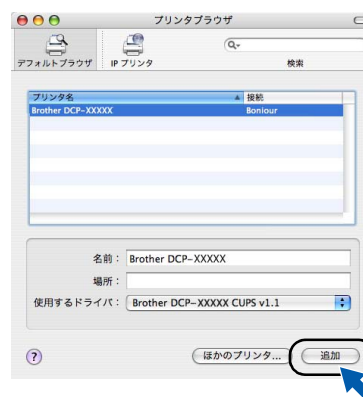 プリンタブラウザ
デフォルトブラウザ IP プリンタ 検索
プリンタ名 接続
Brother DCP-XXXXX Bonjour
名前： Brother DCP-XXXXX
場所：
使用するドライバ： Brother DCP-XXXXX CUPS v1.1
? ほかのプリンタ... 追加